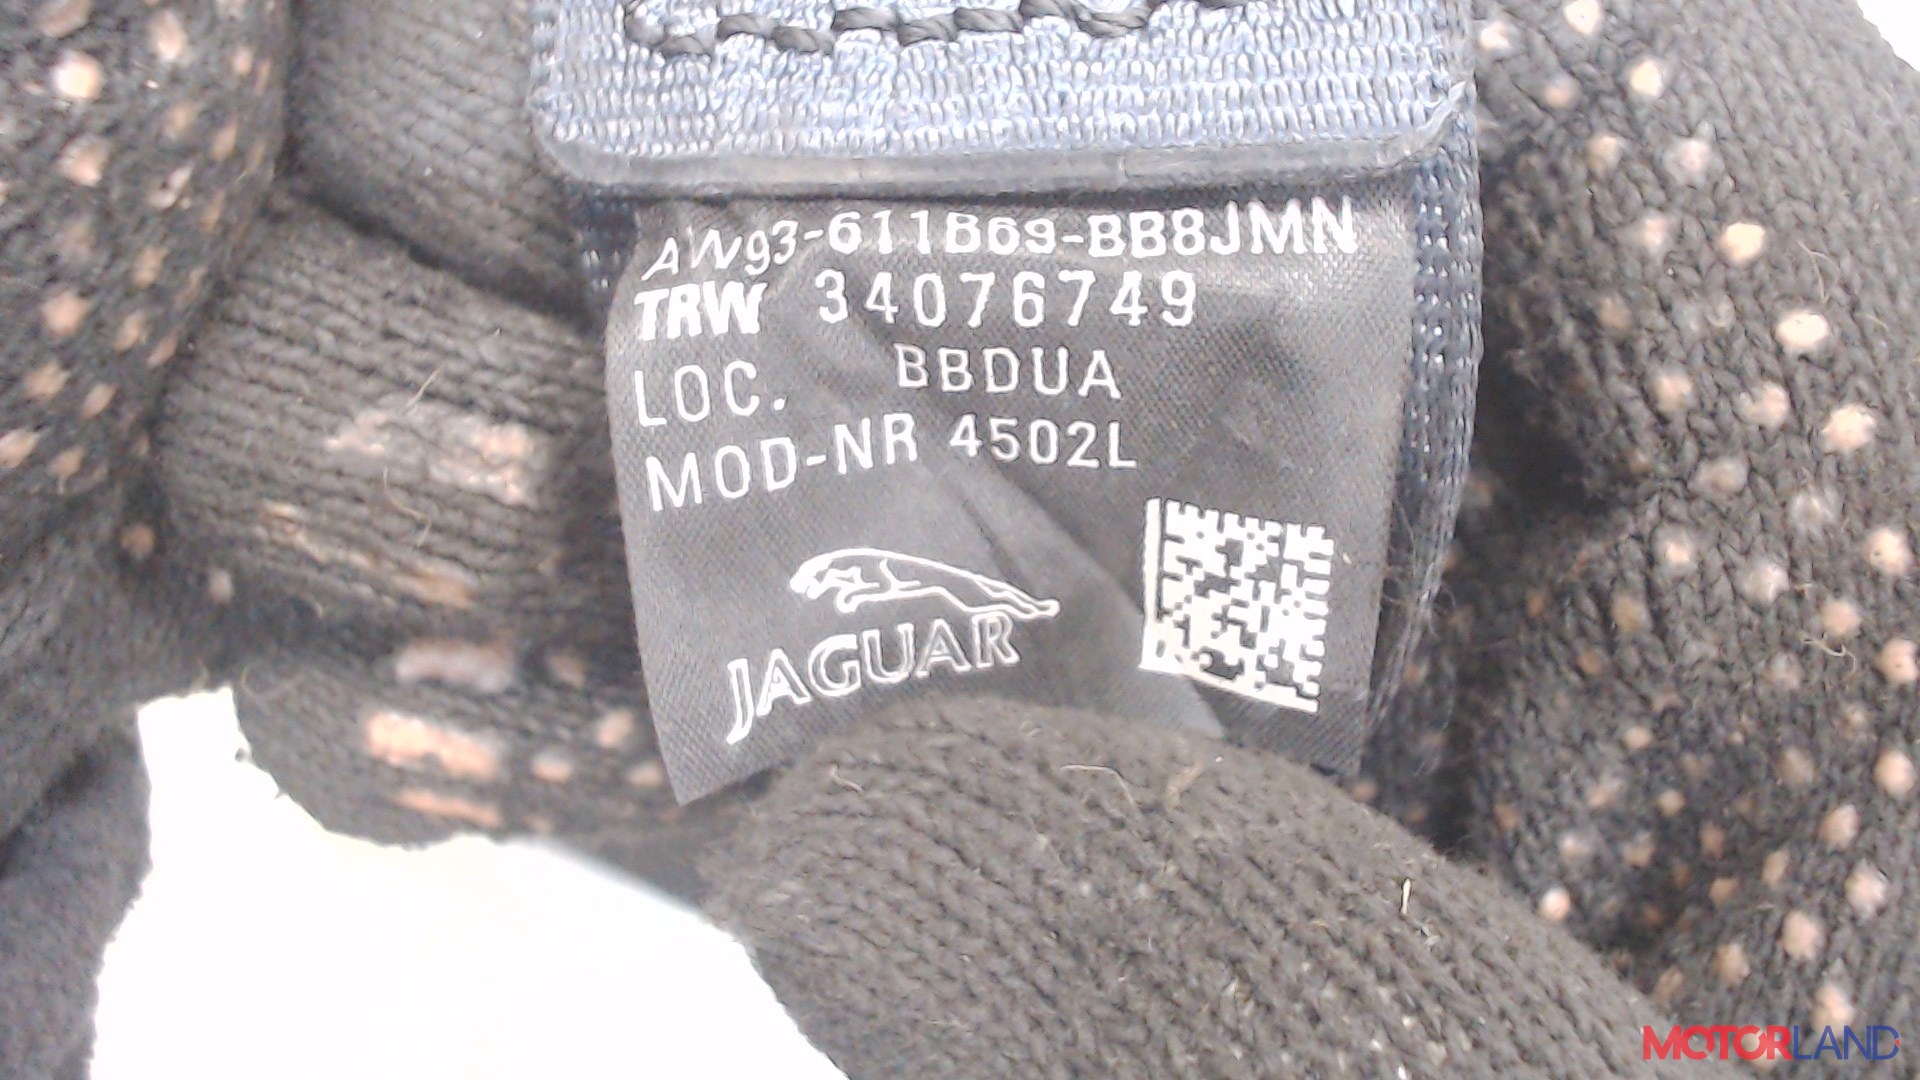 AW93-611B69-BB8JMN
TRW 34076749
LOC. BBDUA
MOD-NR 4502L
JAGUAR
MOTORLAND